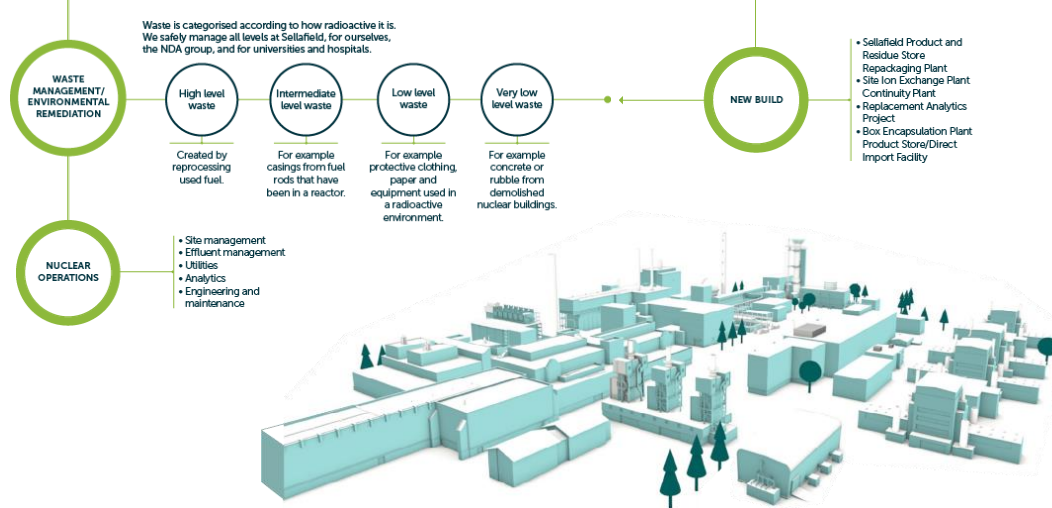 Waste is categorised according to how radioactive it is.
We safely manage all levels at Sellafield, for ourselves,
the NDA group, and for universities and hospitals.
WASTE
MANAGEMENT/
ENVIRONMENTAL
REMEDIATION
High level
waste
Created by
reprocessing
used fuel.
Intermediate
level waste
For example
casings from fuel
rods that have
been in a reactor.
Low level
waste
For example
protective clothing,
paper and
equipment used in
a radioactive
environment.
Very low
level waste
For example
concrete or
rubble from
demolished
nuclear buildings.
NEW BUILD
• Sellafield Product and
Residue Store
Repackaging Plant
• Site Ion Exchange Plant
Continuity Plant
• Replacement Analytics
Project
• Box Encapsulation Plant
Product Store/Direct
Import Facility
NUCLEAR
OPERATIONS
• Site management
• Effluent management
• Utilities
• Analytics
• Engineering and
maintenance